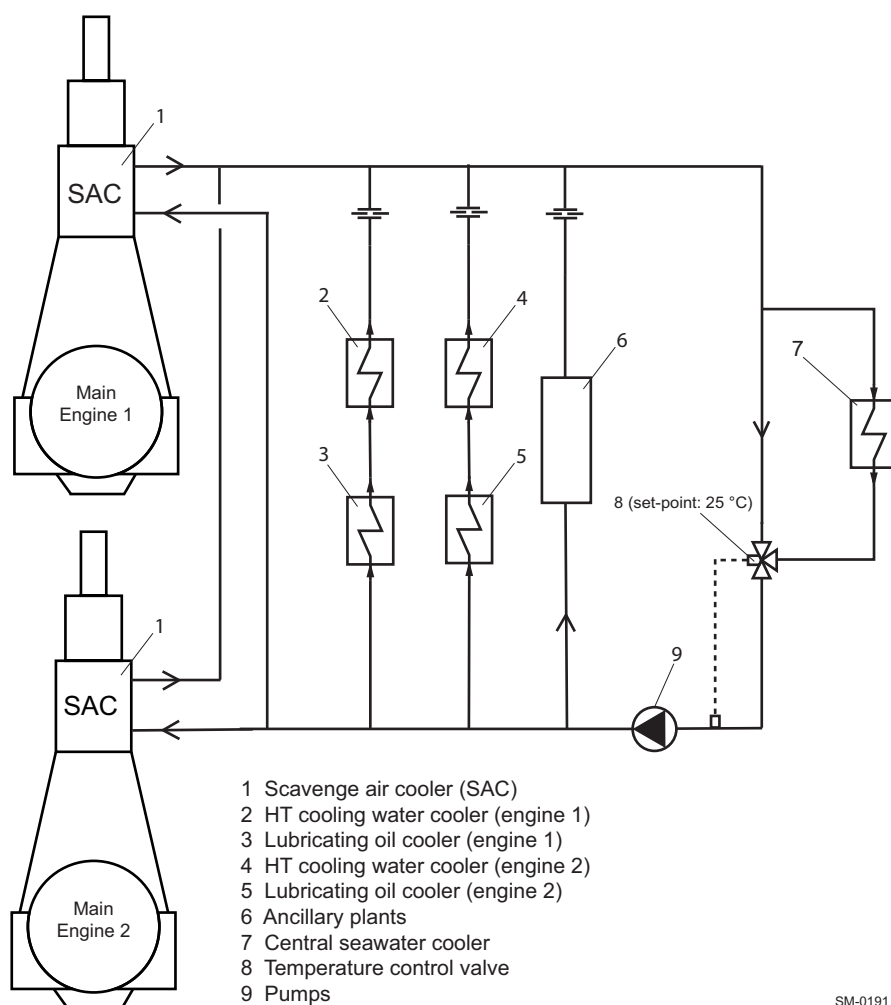 1
SAC
2
4
6
7
Main
Engine 1
3
5
8 (set-point: 25 °C)
1
9
SAC
1 Scavenge air cooler (SAC)
2 HT cooling water cooler (engine 1)
3 Lubricating oil cooler (engine 1)
4 HT cooling water cooler (engine 2)
5 Lubricating oil cooler (engine 2)
6 Ancillary plants
7 Central seawater cooler
8 Temperature control valve
9 Pumps
Main
Engine 2
SM-0191